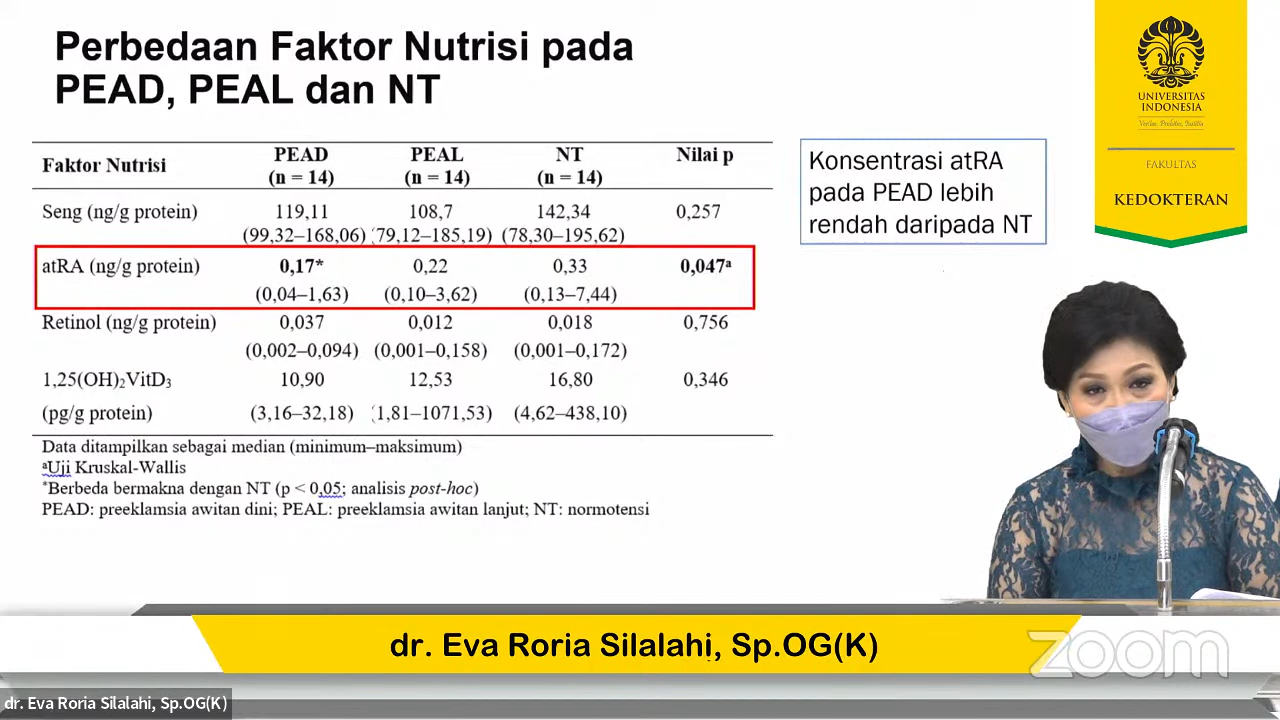 Perbedaan Faktor Nutrisi pada
PEAD, PEAL dan NT
Faktor Nutrisi PEAD (n = 14) PEAL (n = 14) NT (n = 14) Nilai p
Seng (ng/g protein) 119,11 108,7 142,34 0,257
(99,32–168,06) (79,12–185,19) (78,30–195,62)
atRA (ng/g protein) 0,17* 0,22 0,33 0,047ᵃ
(0,04–1,63) (0,10–3,62) (0,13–7,44)
Retinol (ng/g protein) 0,037 0,012 0,018 0,756
(0,002–0,094) (0,001–0,158) (0,001–0,172)
1,25(OH)₂VitD₃ 10,90 12,53 16,80 0,346
(pg/g protein) (3,16–32,18) (1,81–1071,53) (4,62–438,10)
Data ditampilkan sebagai median (minimum–maksimum)
ᵃUji Kruskal-Wallis
*Berbeda bermakna dengan NT (p < 0,05; analisis post-hoc)
PEAD: preeklamsia awitan dini; PEAL: preeklamsia awitan lanjut; NT: normotensi
Konsentrasi atRA
pada PEAD lebih
rendah daripada NT
UNIVERSITAS
INDONESIA
Veritas, Probitas, Iustitia
FAKULTAS
KEDOKTERAN
dr. Eva Roria Silalahi, Sp.OG(K)
zoom
dr. Eva Roria Silalahi, Sp.OG(K)